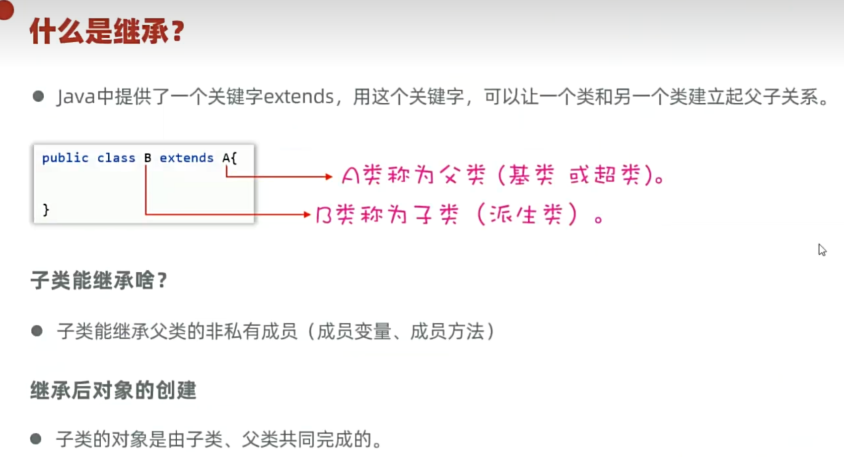 什么是继承？
Java中提供了一个关键字extends，用这个关键字，可以让一个类和另一个类建立起父子关系。
public class B extends A{
A类称为父类（基类 或超类）。
}
B类称为子类（派生类）。
子类能继承啥？
子类能继承父类的非私有成员（成员变量、成员方法）
继承后对象的创建
子类的对象是由子类、父类共同完成的。